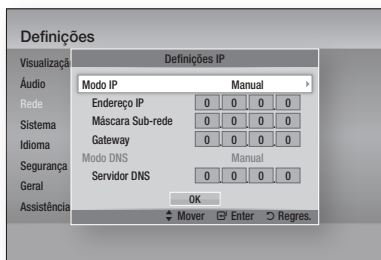 Definições
Visualizaçã
Áudio
Rede
Sistema
Idioma
Segurança
Geral
Assistência
Definições IP
Modo IP Manual
Endereço IP 0 . 0 . 0 . 0
Máscara Sub-rede 0 . 0 . 0 . 0
Gateway 0 . 0 . 0 . 0
Modo DNS Manual
Servidor DNS 0 . 0 . 0 . 0
OK
Mover Enter Regres.